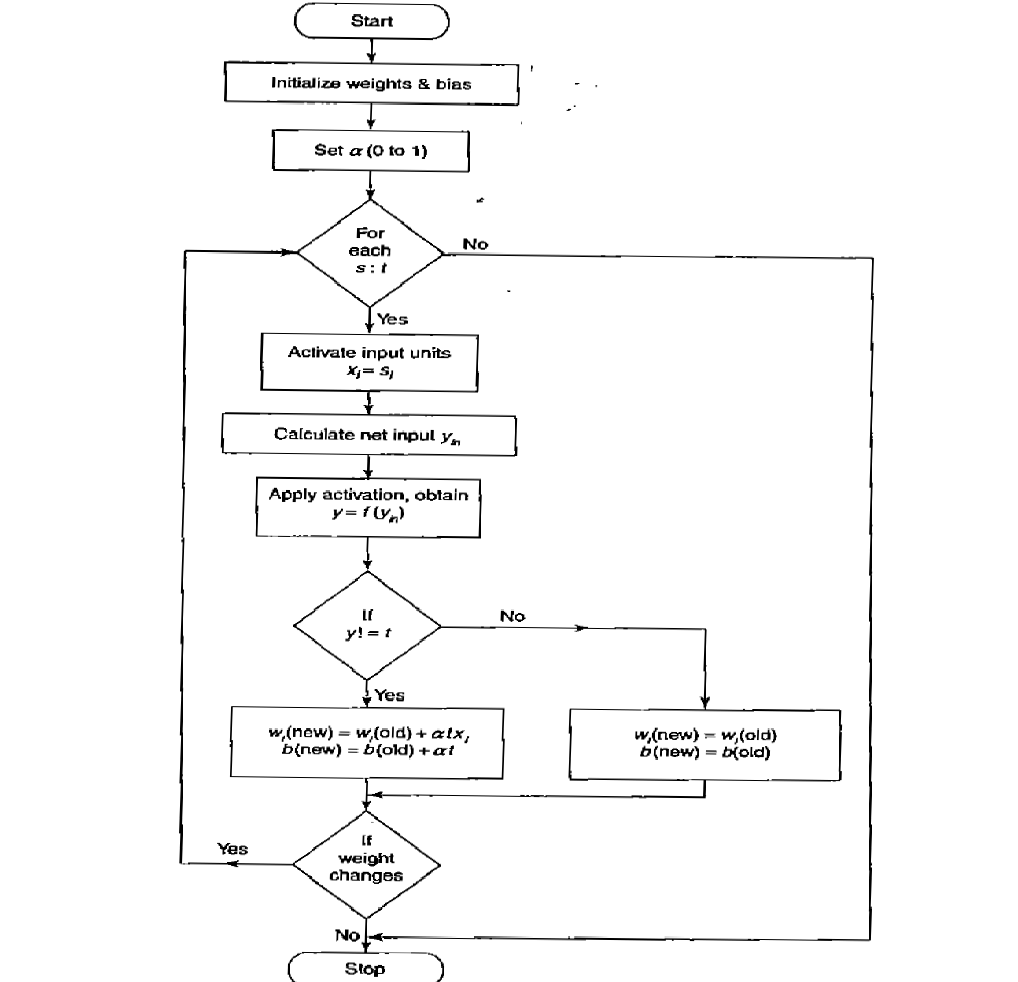 Start
Initialize weights & bias
Set α (0 to 1)
For
each
s : t
No
Yes
Activate input units
xᵢ = sᵢ
Calculate net input yᵢₙ
Apply activation, obtain
y = f (yᵢₙ)
If
y! = t
No
Yes
wᵢ(new) = wᵢ(old) + αtxᵢ
b(new) = b(old) + αt
wᵢ(new) = wᵢ(old)
b(new) = b(old)
If
weight
changes
Yes
No
Stop